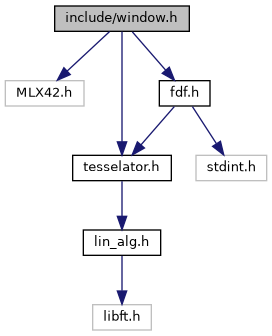 include/window.h
MLX42.h
fdf.h
tesselator.h
stdint.h
lin_alg.h
libft.h